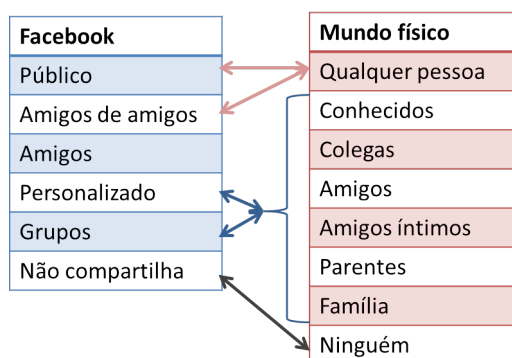 Facebook
Público
Amigos de amigos
Amigos
Personalizado
Grupos
Não compartilha
Mundo físico
Qualquer pessoa
Conhecidos
Colegas
Amigos
Amigos íntimos
Parentes
Família
Ninguém